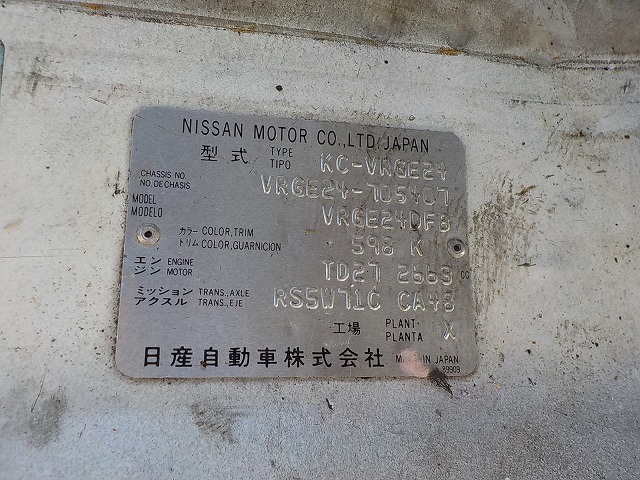 NISSAN MOTOR CO.,LTD. JAPAN
型式 TYPE TIPO KC-VRGE24
CHASSIS NO. NO. DE CHASIS VRGE24-705407
MODEL MODELO VRGE24DFB
カラー COLOR, TRIM トリム COLOR, GUARNICION 598 K
エンジン ENGINE MOTOR TD27 2663 CC
ミッション TRANS., AXLE アクスル TRANS., EJE RS5W71C CA48
工場 PLANT PLANTA X
日産自動車株式会社 MADE IN JAPAN
89909